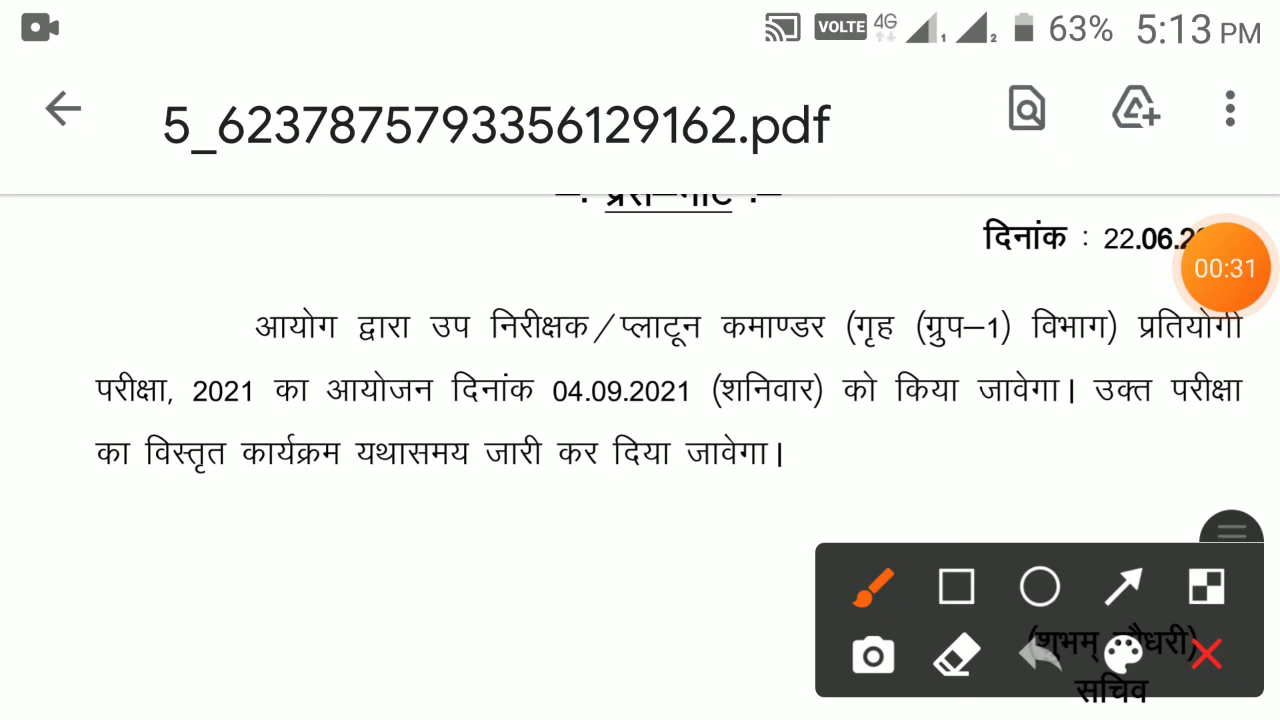 VOLTE 4G 1 2 63% 5:13 PM
5_6237875793356129162.pdf
–: प्रेस–नोट :–
दिनांक : 22.06.2
00:31
आयोग द्वारा उप निरीक्षक/प्लाटून कमाण्डर (गृह (ग्रुप–1) विभाग) प्रतियोगी
परीक्षा, 2021 का आयोजन दिनांक 04.09.2021 (शनिवार) को किया जावेगा। उक्त परीक्षा
का विस्तृत कार्यक्रम यथासमय जारी कर दिया जावेगा।
(शुभम् चौधरी)
सचिव